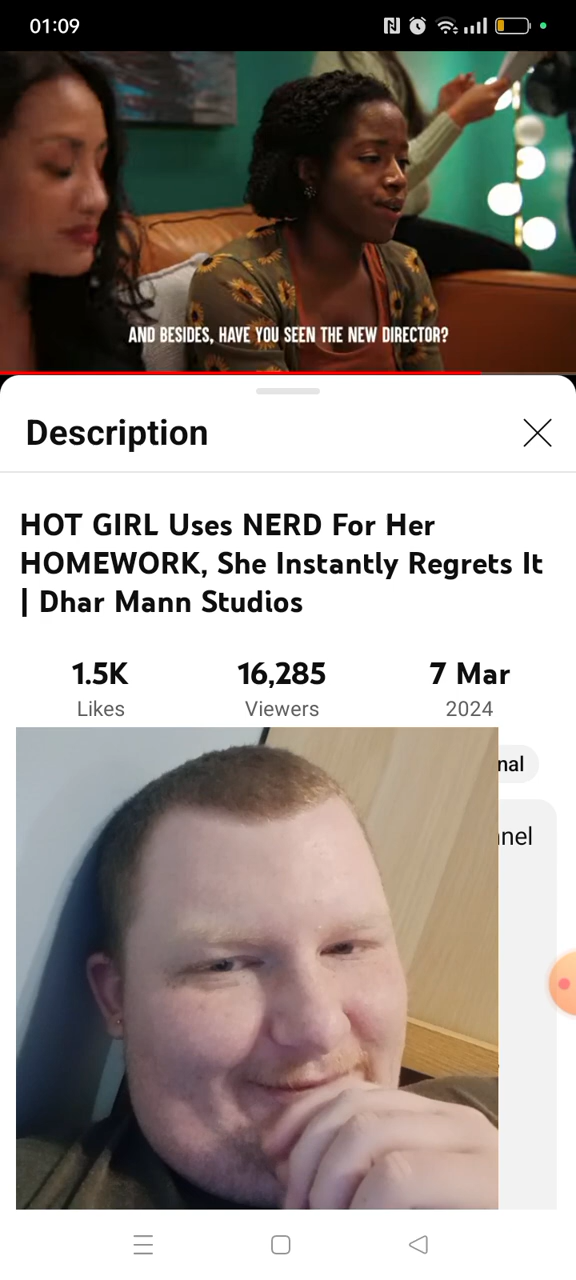 01:09
AND BESIDES, HAVE YOU SEEN THE NEW DIRECTOR?
Description
HOT GIRL Uses NERD For Her
HOMEWORK, She Instantly Regrets It
| Dhar Mann Studios
1.5K 16,285 7 Mar
Likes Viewers 2024